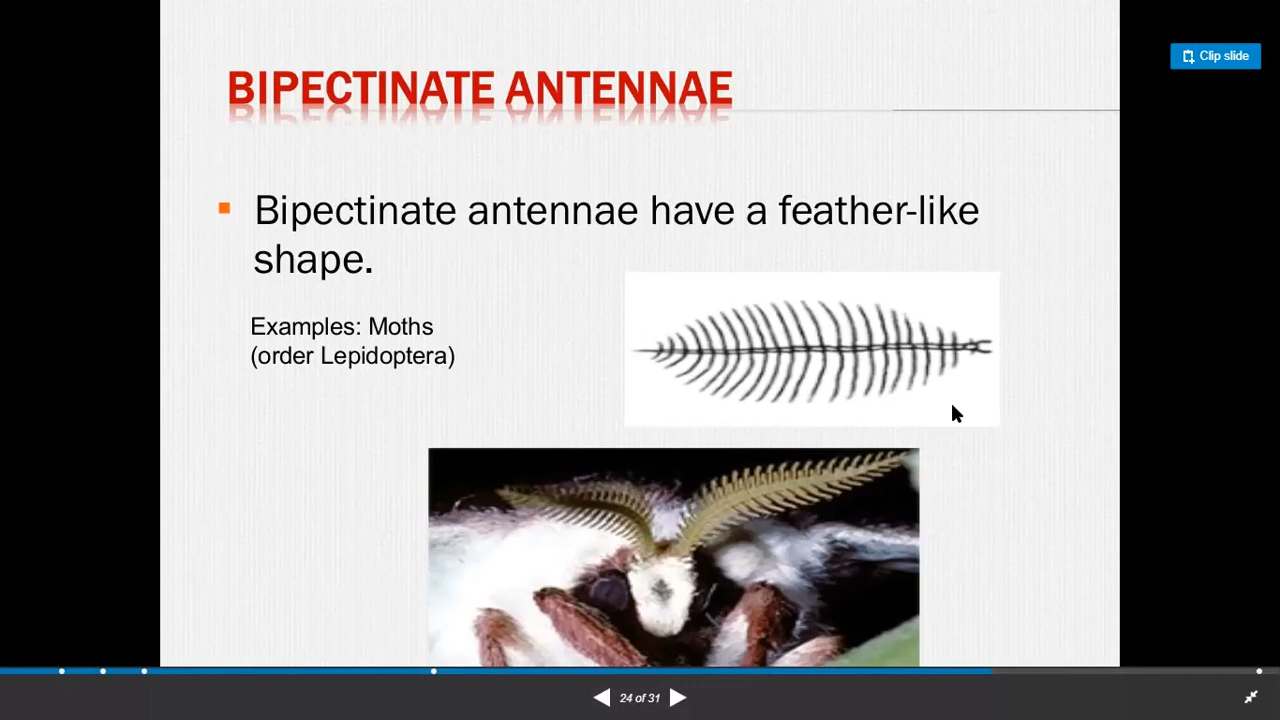 Clip slide
BIPECTINATE ANTENNAE
Bipectinate antennae have a feather-like
shape.
Examples: Moths
(order Lepidoptera)
24 of 31